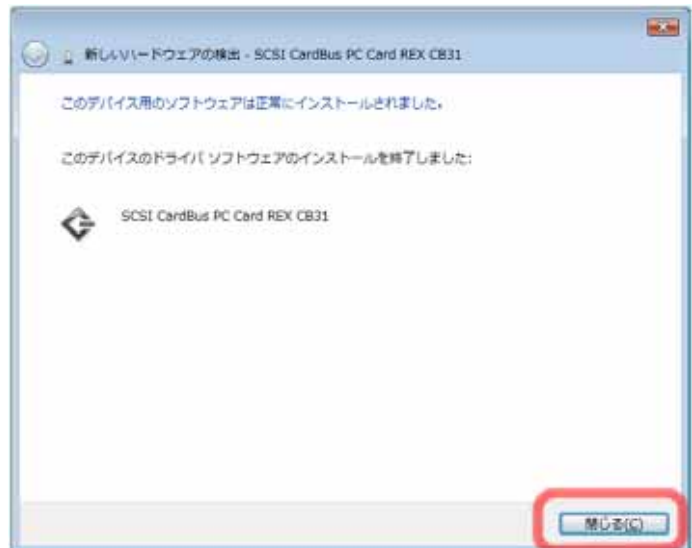 新しいハードウェアの検出 - SCSI CardBus PC Card REX CB31
このデバイス用のソフトウェアは正常にインストールされました。
このデバイスのドライバ ソフトウェアのインストールを終了しました:
SCSI CardBus PC Card REX CB31
閉じる(C)